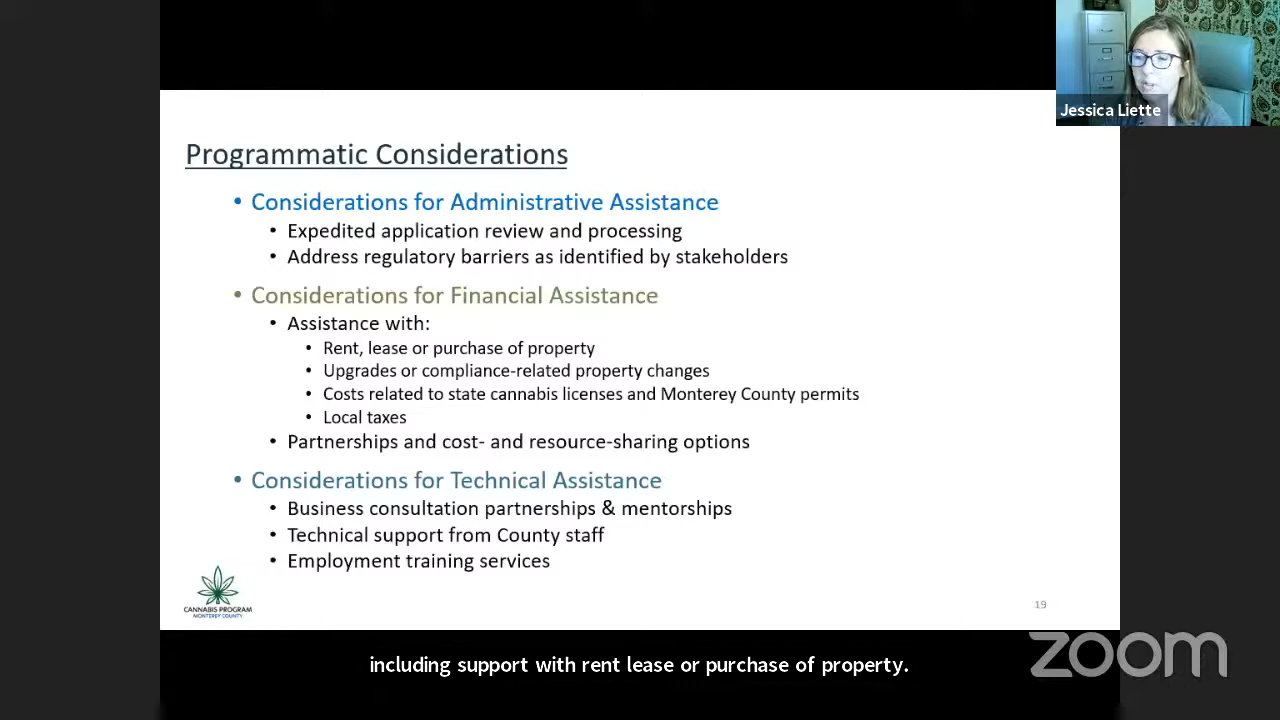 Jessica Liette
Programmatic Considerations
• Considerations for Administrative Assistance
• Expedited application review and processing
• Address regulatory barriers as identified by stakeholders
• Considerations for Financial Assistance
• Assistance with:
• Rent, lease or purchase of property
• Upgrades or compliance-related property changes
• Costs related to state cannabis licenses and Monterey County permits
• Local taxes
• Partnerships and cost- and resource-sharing options
• Considerations for Technical Assistance
• Business consultation partnerships & mentorships
• Technical support from County staff
• Employment training services
CANNABIS PROGRAM
MONTEREY COUNTY
19
including support with rent lease or purchase of property.
zoom